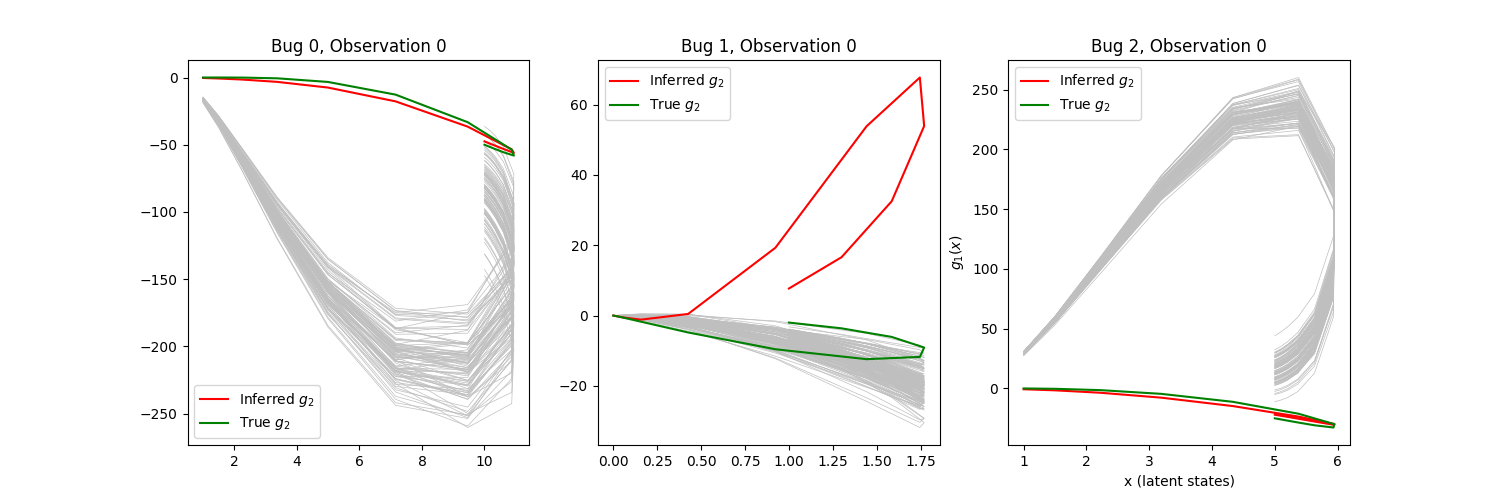 Bug 0, Observation 0
0
−50
−100
−150
−200
−250
2 4 6 8 10
Inferred g₂
True g₂
Bug 1, Observation 0
Inferred g₂
True g₂
60
40
20
0
−20
0.00 0.25 0.50 0.75 1.00 1.25 1.50 1.75
Bug 2, Observation 0
Inferred g₂
True g₂
g₁(x)
250
200
150
100
50
0
1 2 3 4 5 6
x (latent states)